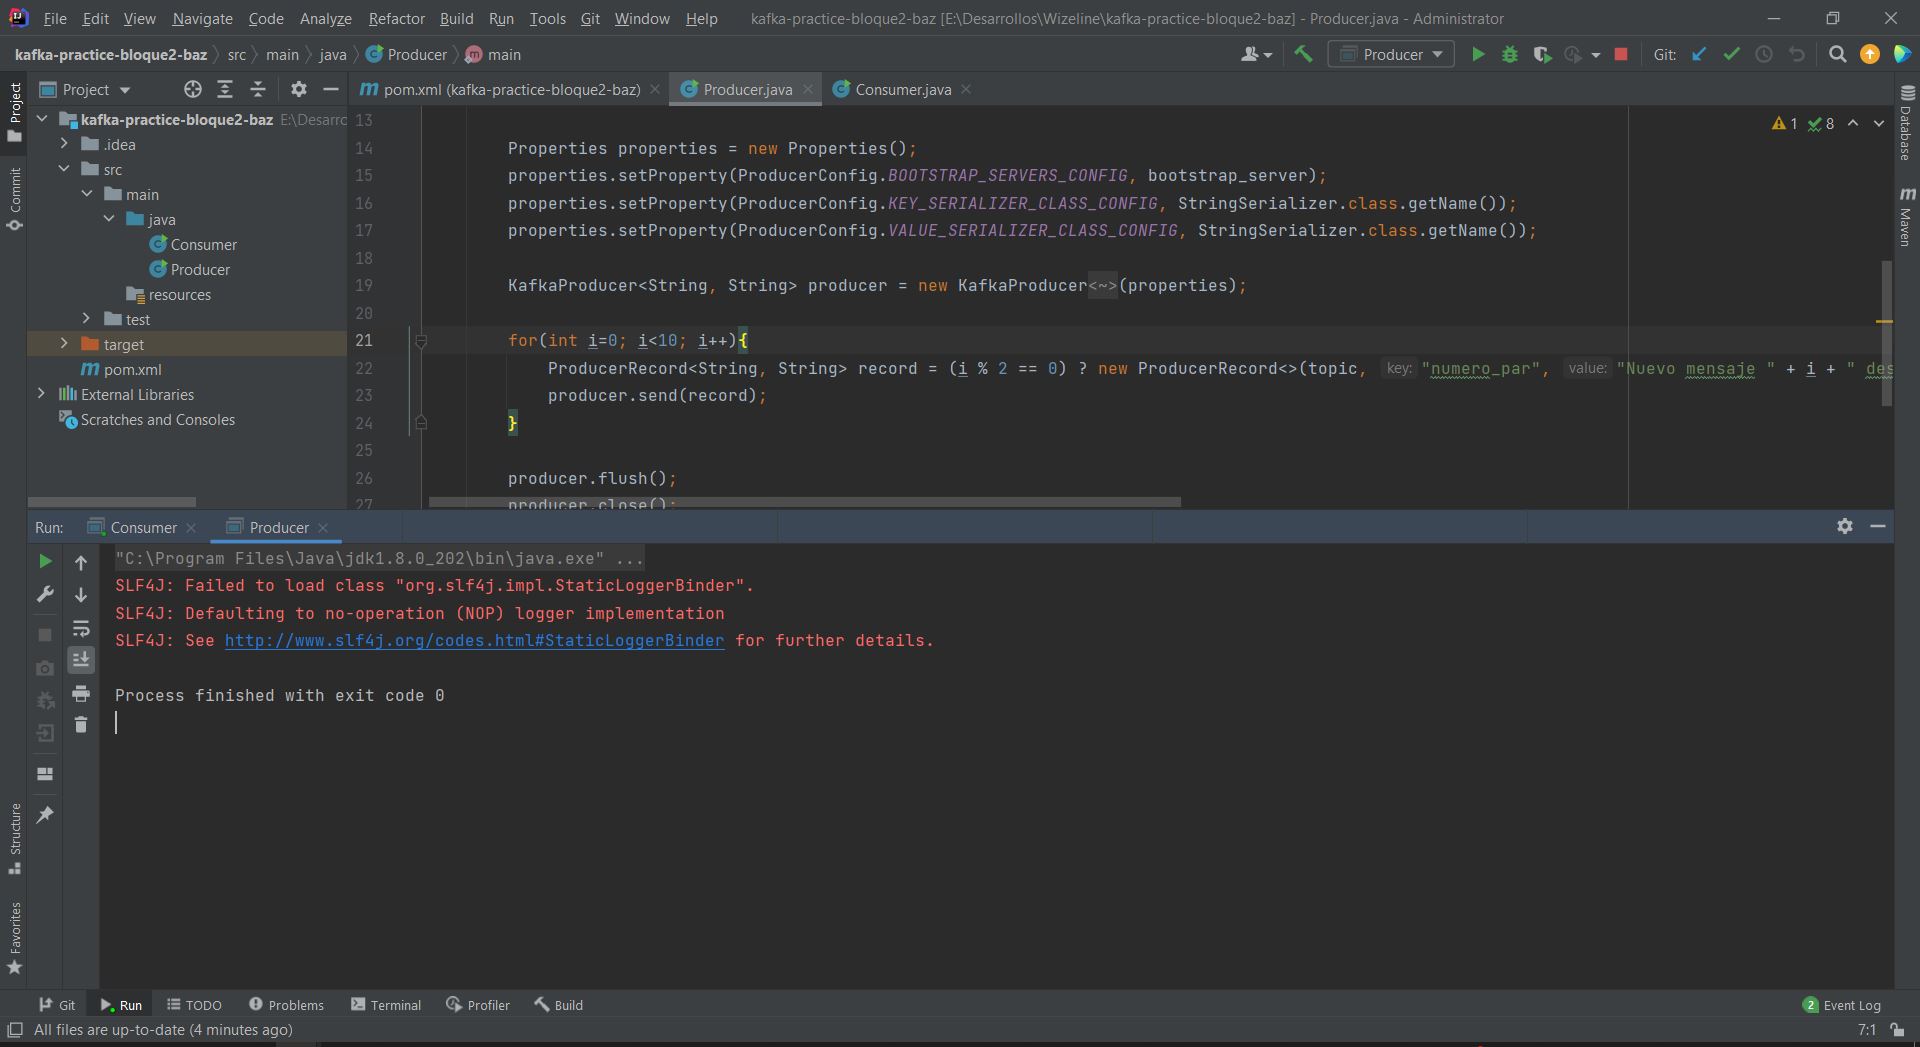 File Edit View Navigate Code Analyze Refactor Build Run Tools Git Window Help kafka-practice-bloque2-baz [E:\Desarrollos\Wizeline\kafka-practice-bloque2-baz] - Producer.java - Administrator
kafka-practice-bloque2-baz src main java Producer main Producer Git:
Project
Project
pom.xml (kafka-practice-bloque2-baz) Producer.java Consumer.java
kafka-practice-bloque2-baz E:\Desarro
.idea
src
main
java
Consumer
Producer
resources
test
target
pom.xml
External Libraries
Scratches and Consoles
Commit
Structure
Favorites
Database
Maven
1 8
13
14 Properties properties = new Properties();
15 properties.setProperty(ProducerConfig.BOOTSTRAP_SERVERS_CONFIG, bootstrap_server);
16 properties.setProperty(ProducerConfig.KEY_SERIALIZER_CLASS_CONFIG, StringSerializer.class.getName());
17 properties.setProperty(ProducerConfig.VALUE_SERIALIZER_CLASS_CONFIG, StringSerializer.class.getName());
18
19 KafkaProducer<String, String> producer = new KafkaProducer<~>(properties);
20
21 for(int i=0; i<10; i++){
22 ProducerRecord<String, String> record = (i % 2 == 0) ? new ProducerRecord<>(topic, key: "numero_par", value: "Nuevo mensaje " + i + " des
23 producer.send(record);
24 }
25
26 producer.flush();
27 producer.close();
Run: Consumer Producer
"C:\Program Files\Java\jdk1.8.0_202\bin\java.exe" ...
SLF4J: Failed to load class "org.slf4j.impl.StaticLoggerBinder".
SLF4J: Defaulting to no-operation (NOP) logger implementation
SLF4J: See http://www.slf4j.org/codes.html#StaticLoggerBinder for further details.
Process finished with exit code 0
Git Run TODO Problems Terminal Profiler Build 2 Event Log
All files are up-to-date (4 minutes ago) 7:1